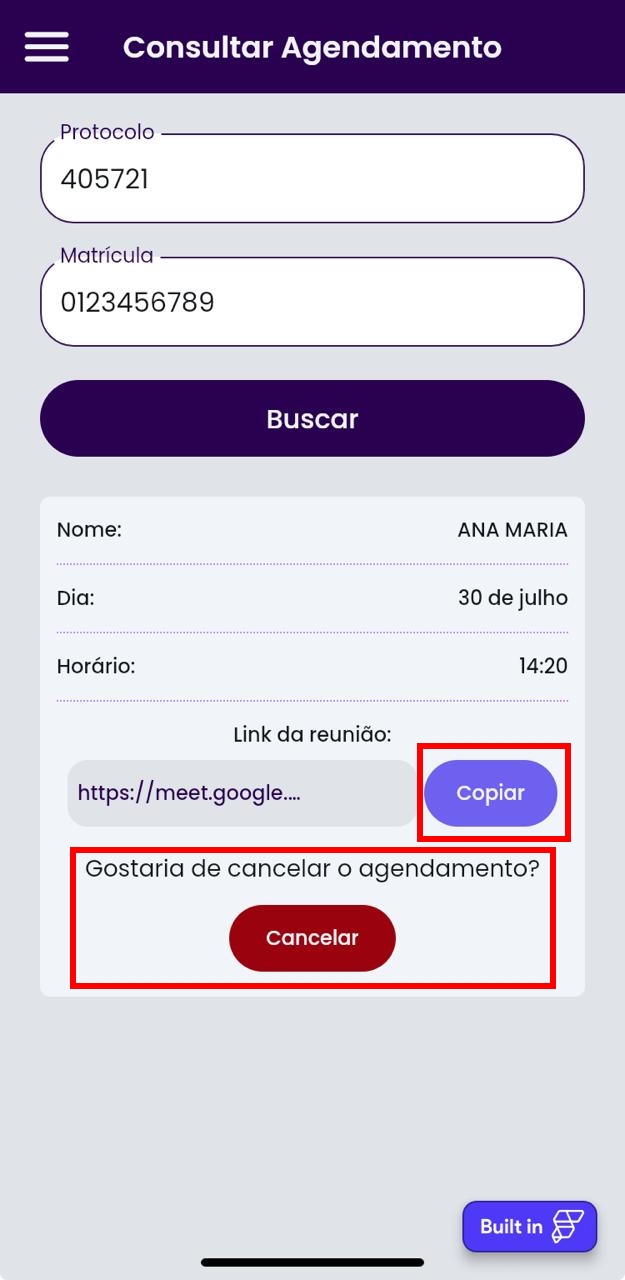 Consultar Agendamento
Protocolo
405721
Matrícula
0123456789
Buscar
Nome: ANA MARIA
Dia: 30 de julho
Horário: 14:20
Link da reunião:
https://meet.google.... Copiar
Gostaria de cancelar o agendamento?
Cancelar
Built in